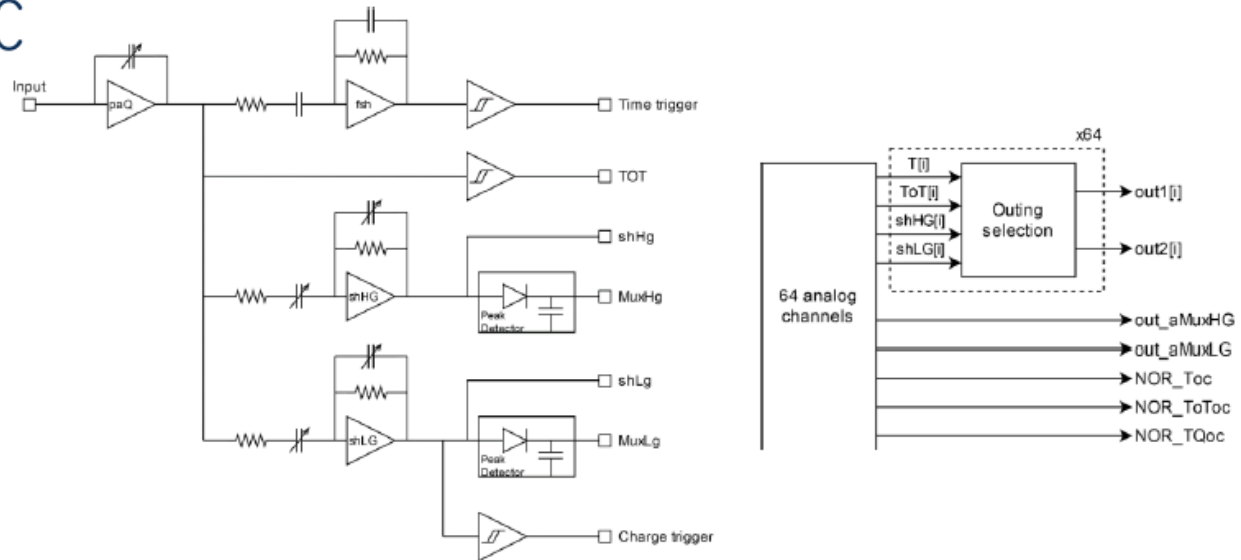 C
Input
paQ
fsh
Time trigger
TOT
shHg
shHG
Peak
Detector
MuxHg
shLg
shLG
Peak
Detector
MuxLg
Charge trigger
x64
T[i]
ToT[i]
shHG[i]
shLG[i]
Outing
selection
out1[i]
out2[i]
64 analog
channels
out_aMuxHG
out_aMuxLG
NOR_Toc
NOR_ToToc
NOR_TQoc